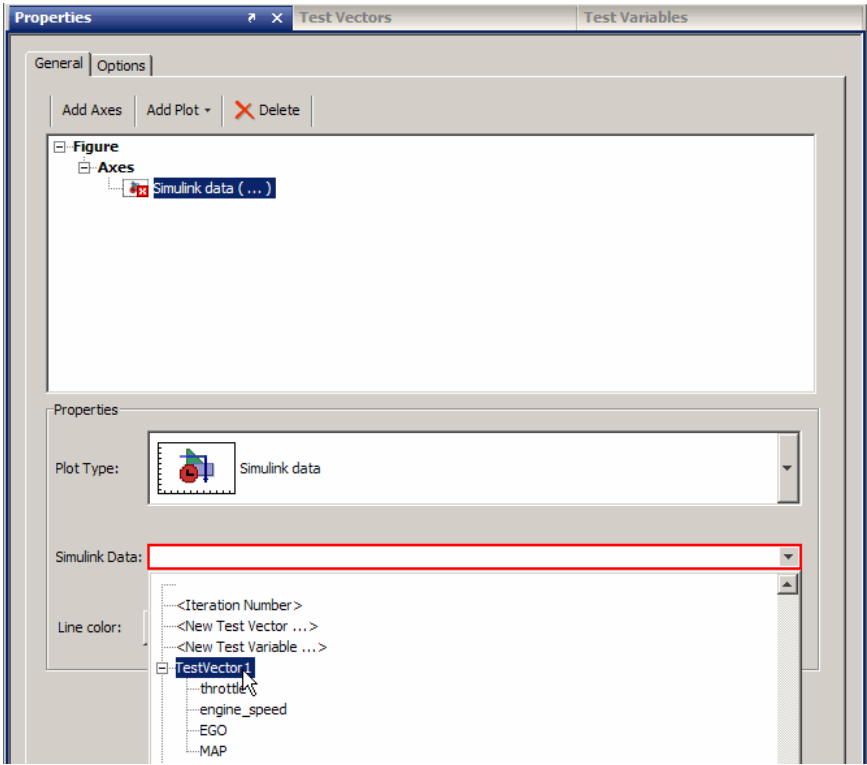 Properties Test Vectors Test Variables
General Options
Add Axes Add Plot Delete
Figure
Axes
Simulink data ( ... )
Properties
Plot Type: Simulink data
Simulink Data:
<Iteration Number>
<New Test Vector ...>
Line color: <New Test Variable ...>
TestVector1
throttle
engine_speed
EGO
MAP